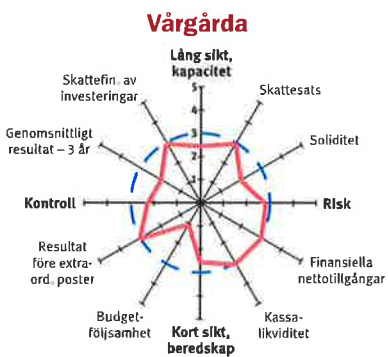 Vårgårda
Lång sikt,
kapacitet
Skattefin. av
investeringar
Skattesats
Genomsnittligt
resultat – 3 år
Soliditet
5
4
3
2
1
Kontroll
Risk
Resultat
före extra-
ord. poster
Finansiella
nettotillgångar
Budget-
följsamhet
Kort sikt,
beredskap
Kassa-
likviditet